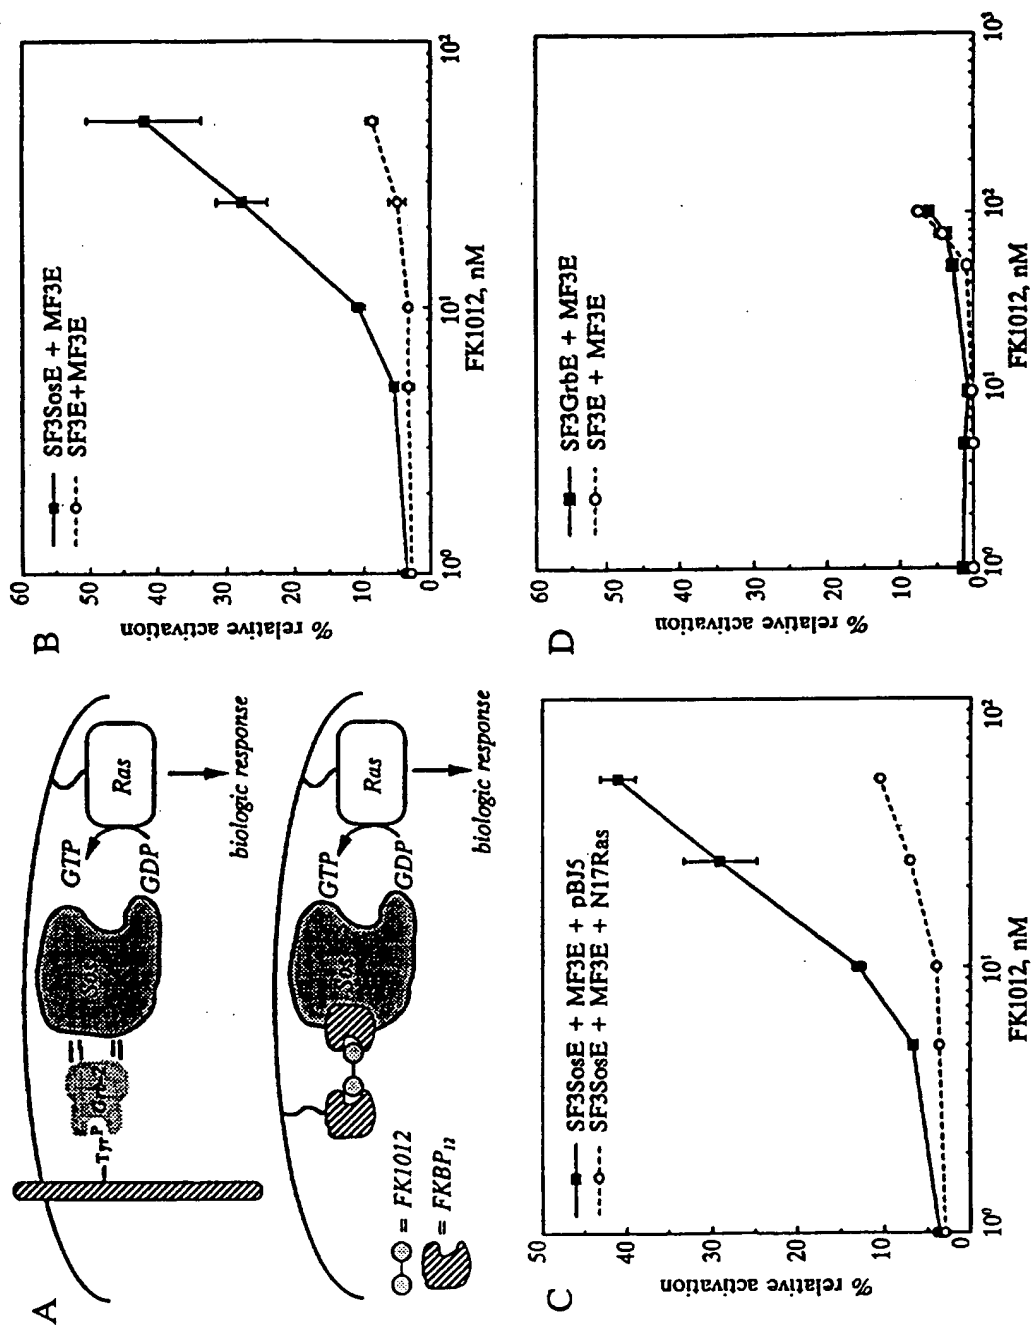 A
Tyr P
Grb-2
Sos
GTP
GDP
Ras
biologic response
Sos
GTP
GDP
Ras
biologic response
= FK1012
= FKBP12
B
60
50
40
30
20
10
0
% relative activation
SF3SosE + MF3E
SF3E+MF3E
10⁰
10¹
10²
FK1012, nM
C
50
40
30
20
10
0
% relative activation
SF3SosE + MF3E + pBJ5
SF3SosE + MF3E + N17Ras
10⁰
10¹
10²
FK1012, nM
D
60
50
40
30
20
10
0
% relative activation
SF3GrbE + MF3E
SF3E + MF3E
10⁰
10¹
10²
10³
FK1012, nM